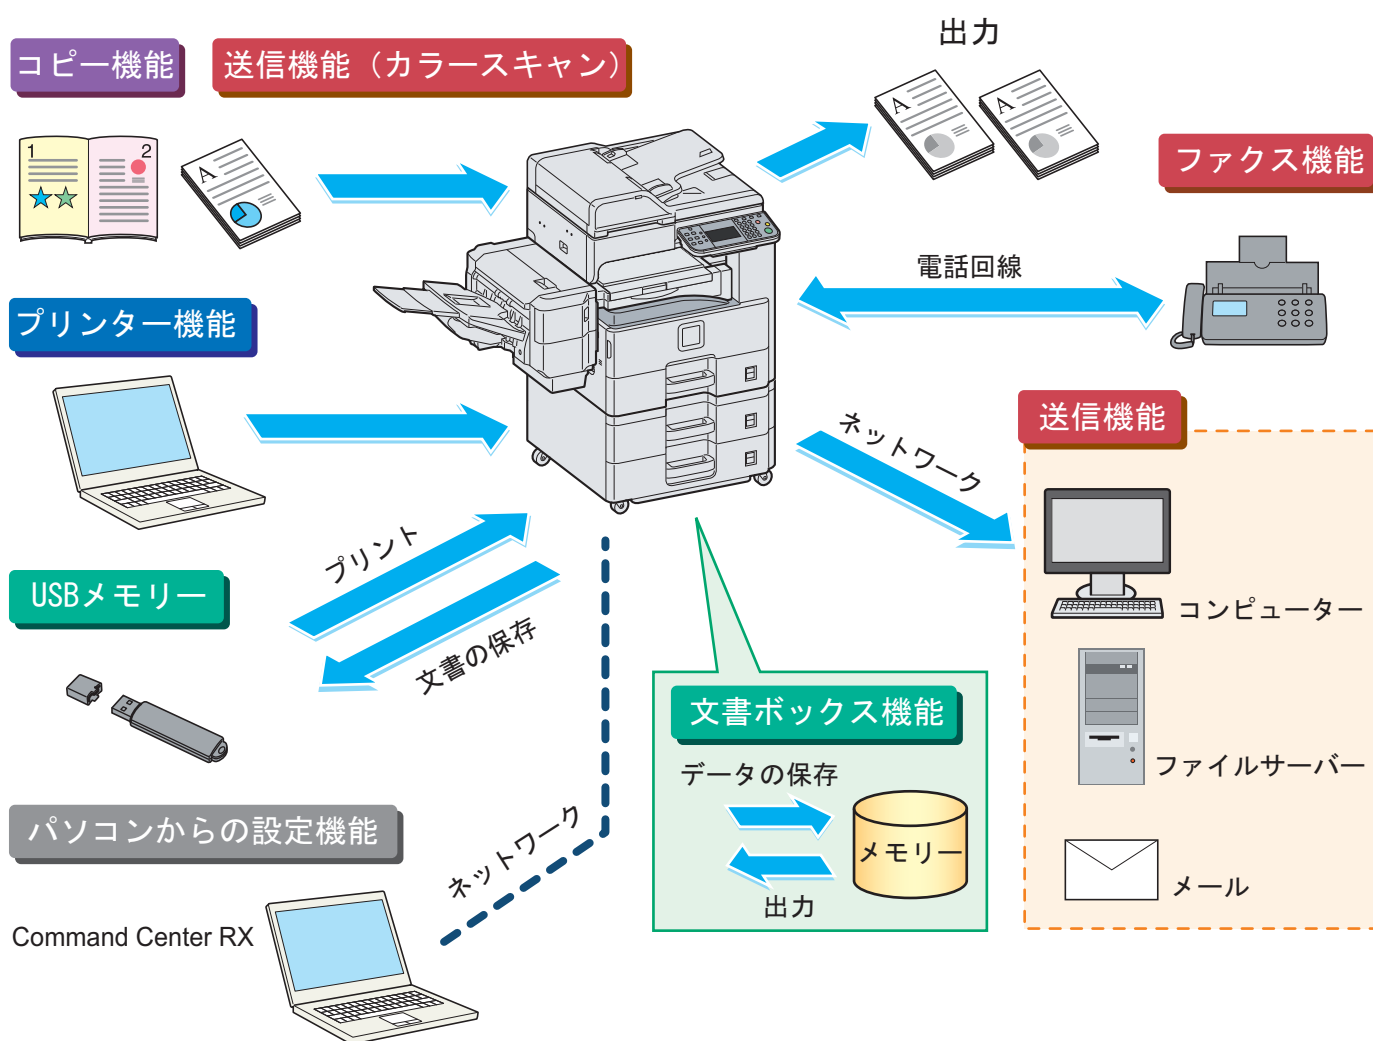 コピー機能
送信機能（カラースキャン）
出力
1
2
A
A
A
ファクス機能
電話回線
プリンター機能
送信機能
ネットワーク
プリント
文書の保存
USBメモリー
コンピューター
文書ボックス機能
データの保存
メモリー
出力
ファイルサーバー
パソコンからの設定機能
ネットワーク
メール
Command Center RX